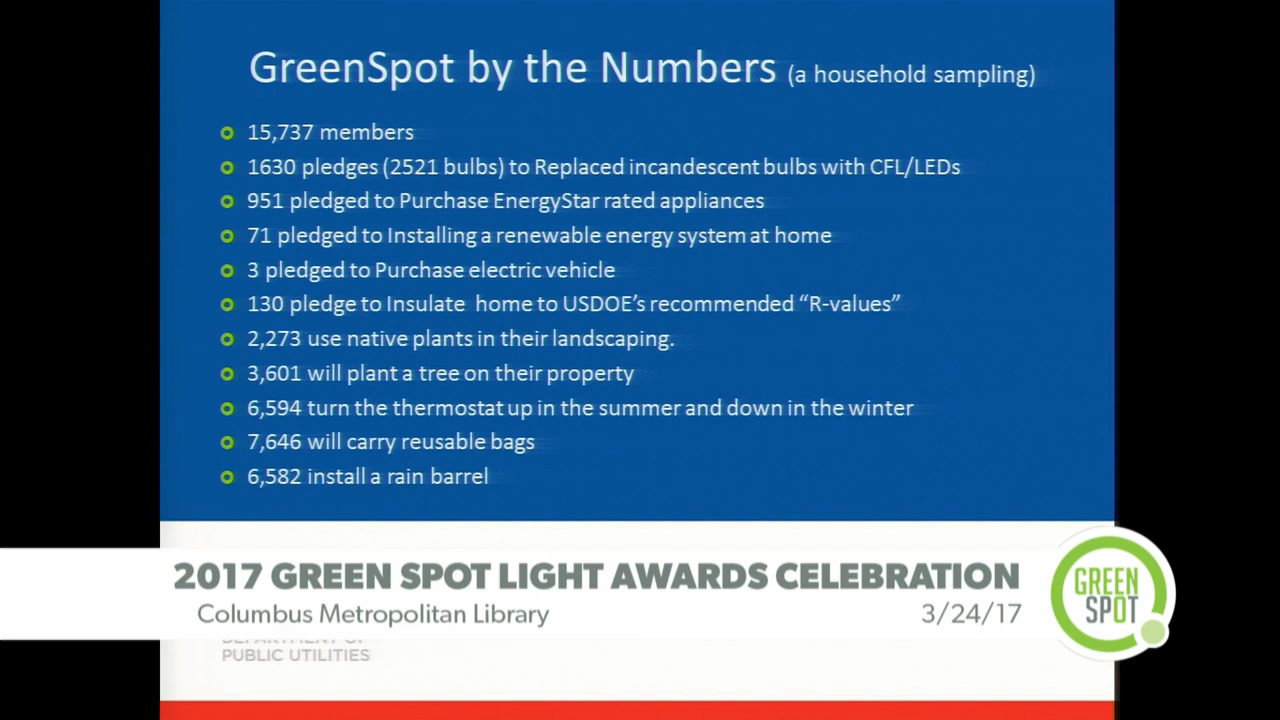 GreenSpot by the Numbers (a household sampling)
15,737 members
1630 pledges (2521 bulbs) to Replaced incandescent bulbs with CFL/LEDs
951 pledged to Purchase EnergyStar rated appliances
71 pledged to Installing a renewable energy system at home
3 pledged to Purchase electric vehicle
130 pledge to Insulate home to USDOE's recommended “R-values”
2,273 use native plants in their landscaping.
3,601 will plant a tree on their property
6,594 turn the thermostat up in the summer and down in the winter
7,646 will carry reusable bags
6,582 install a rain barrel
2017 GREEN SPOT LIGHT AWARDS CELEBRATION
Columbus Metropolitan Library 3/24/17
GREEN
SPOT
DEPARTMENT OF
PUBLIC UTILITIES